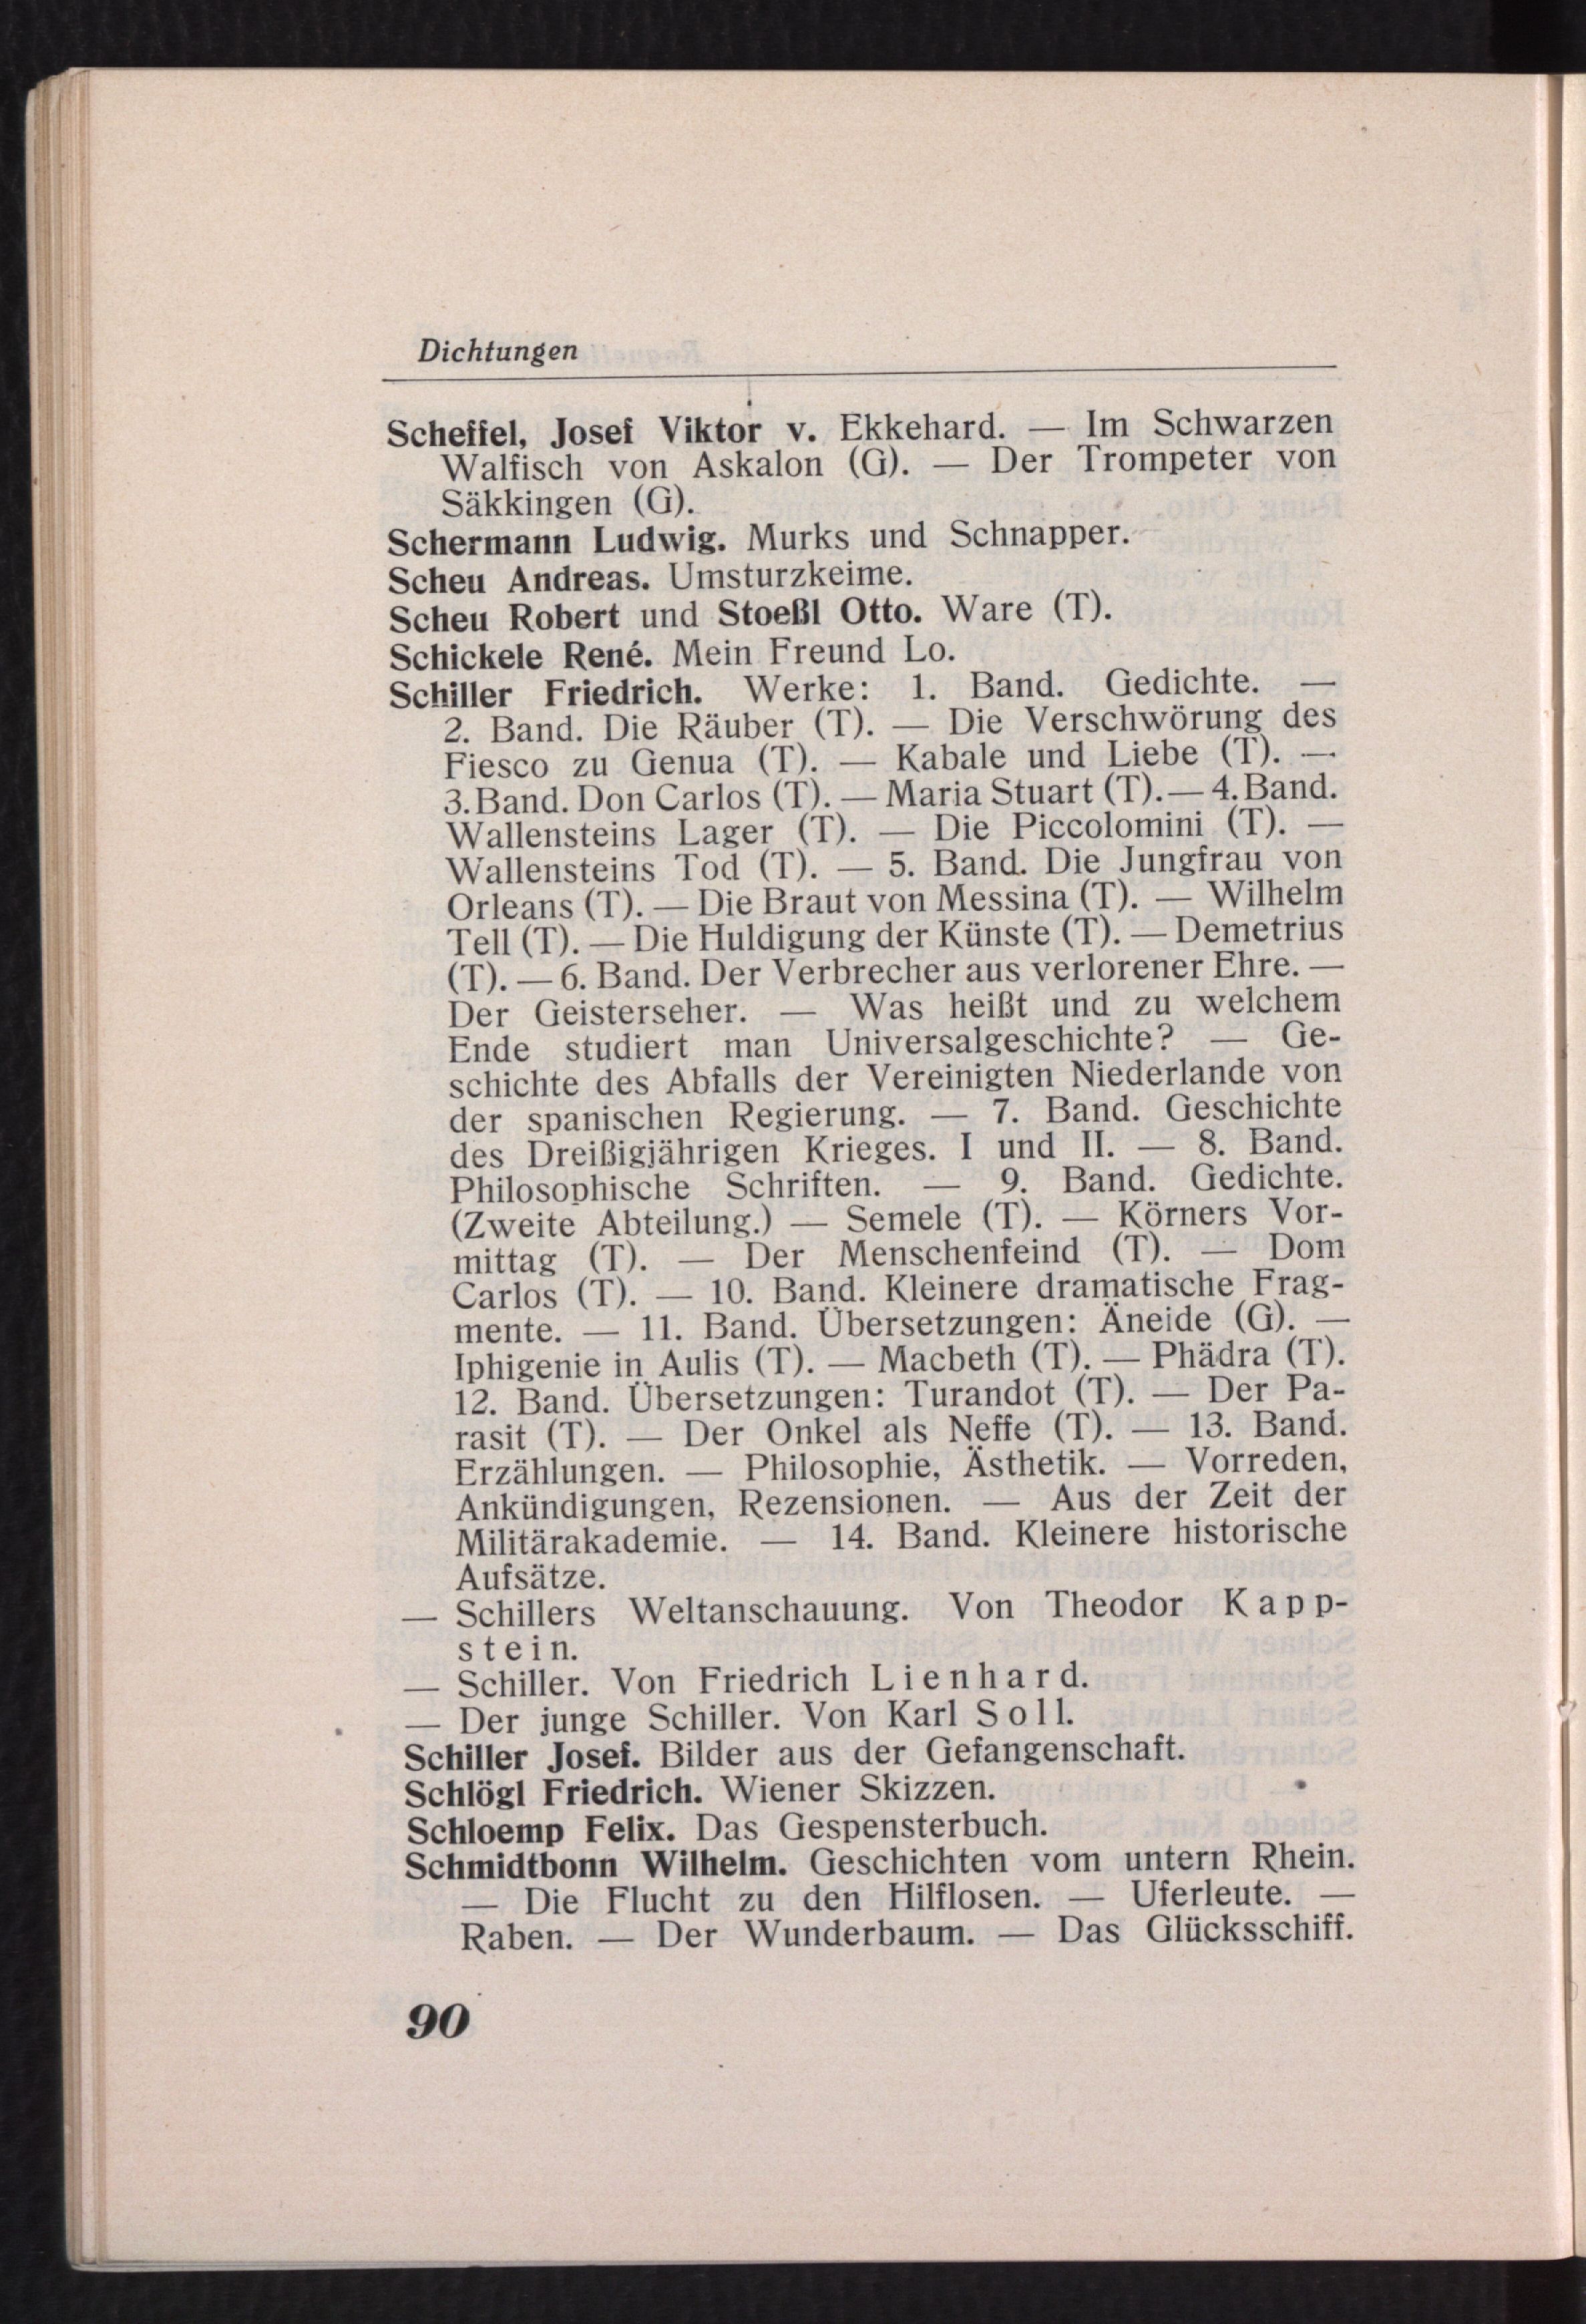 Dichtungen
Scheffel, Josef Viktor v. Ekkehard. — Im Schwarzen
Walfisch von Askalon (G). — Der Trompeter von
Säkkingen (G).
Schermann Ludwig. Murks und Schnapper.
Scheu Andreas. Umsturzkeime.
Scheu Robert und Stoeßl Otto. Ware (T).
Schickele René. Mein Freund Lo.
Schiller Friedrich. Werke: 1. Band. Gedichte. —
2. Band. Die Räuber (T). — Die Verschwörung des
Fiesco zu Genua (T). — Kabale und Liebe (T). —
3. Band. Don Carlos (T). — Maria Stuart (T). — 4. Band.
Wallensteins Lager (T). — Die Piccolomini (T). —
Wallensteins Tod (T). — 5. Band. Die Jungfrau von
Orleans (T). — Die Braut von Messina (T). — Wilhelm
Tell (T). — Die Huldigung der Künste (T). — Demetrius
(T). — 6. Band. Der Verbrecher aus verlorener Ehre. —
Der Geisterseher. — Was heißt und zu welchem
Ende studiert man Universalgeschichte? — Ge-
schichte des Abfalls der Vereinigten Niederlande von
der spanischen Regierung. — 7. Band. Geschichte
des Dreißigjährigen Krieges. I und II. — 8. Band.
Philosophische Schriften. — 9. Band. Gedichte.
(Zweite Abteilung.) — Semele (T). — Körners Vor-
mittag (T). — Der Menschenfeind (T). — Dom
Carlos (T). — 10. Band. Kleinere dramatische Frag-
mente. — 11. Band. Übersetzungen: Äneide (G). —
Iphigenie in Aulis (T). — Macbeth (T). — Phädra (T).
12. Band. Übersetzungen: Turandot (T). — Der Pa-
rasit (T). — Der Onkel als Neffe (T). — 13. Band.
Erzählungen. — Philosophie, Ästhetik. — Vorreden,
Ankündigungen, Rezensionen. — Aus der Zeit der
Militärakademie. — 14. Band. Kleinere historische
Aufsätze.
— Schillers Weltanschauung. Von Theodor Kapp-
stein.
— Schiller. Von Friedrich Lienhard.
— Der junge Schiller. Von Karl Soll.
Schiller Josef. Bilder aus der Gefangenschaft.
Schlögl Friedrich. Wiener Skizzen.
Schloemp Felix. Das Gespensterbuch.
Schmidtbonn Wilhelm. Geschichten vom untern Rhein.
— Die Flucht zu den Hilflosen. — Uferleute. —
Raben. — Der Wunderbaum. — Das Glücksschiff.
90